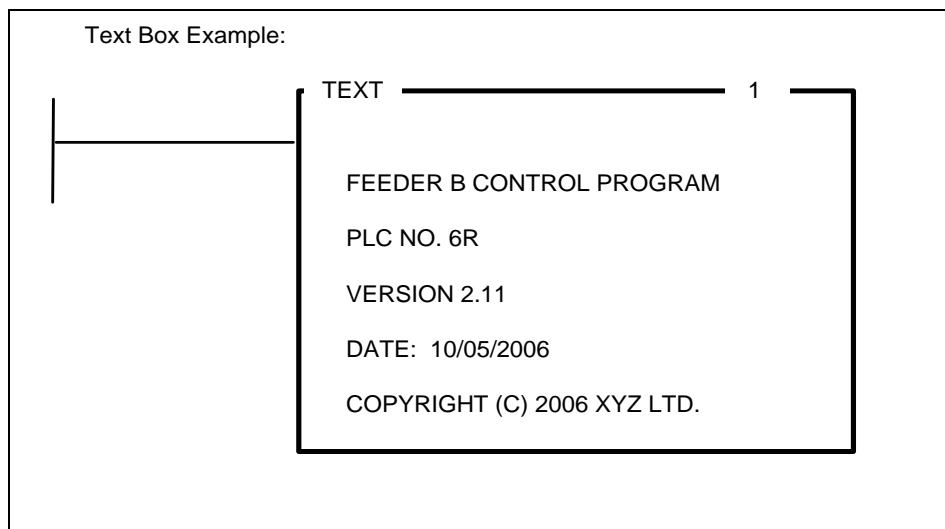 Text Box Example:
TEXT 1
FEEDER B CONTROL PROGRAM
PLC NO. 6R
VERSION 2.11
DATE:  10/05/2006
COPYRIGHT (C) 2006 XYZ LTD.